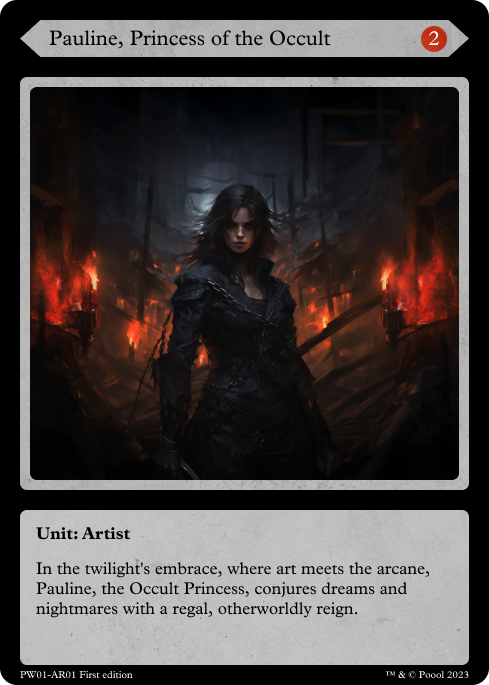 Pauline, Princess of the Occult
2
Unit: Artist
In the twilight's embrace, where art meets the arcane,
Pauline, the Occult Princess, conjures dreams and
nightmares with a regal, otherworldly reign.
PW01-AR01 First edition
™ & © Poool 2023